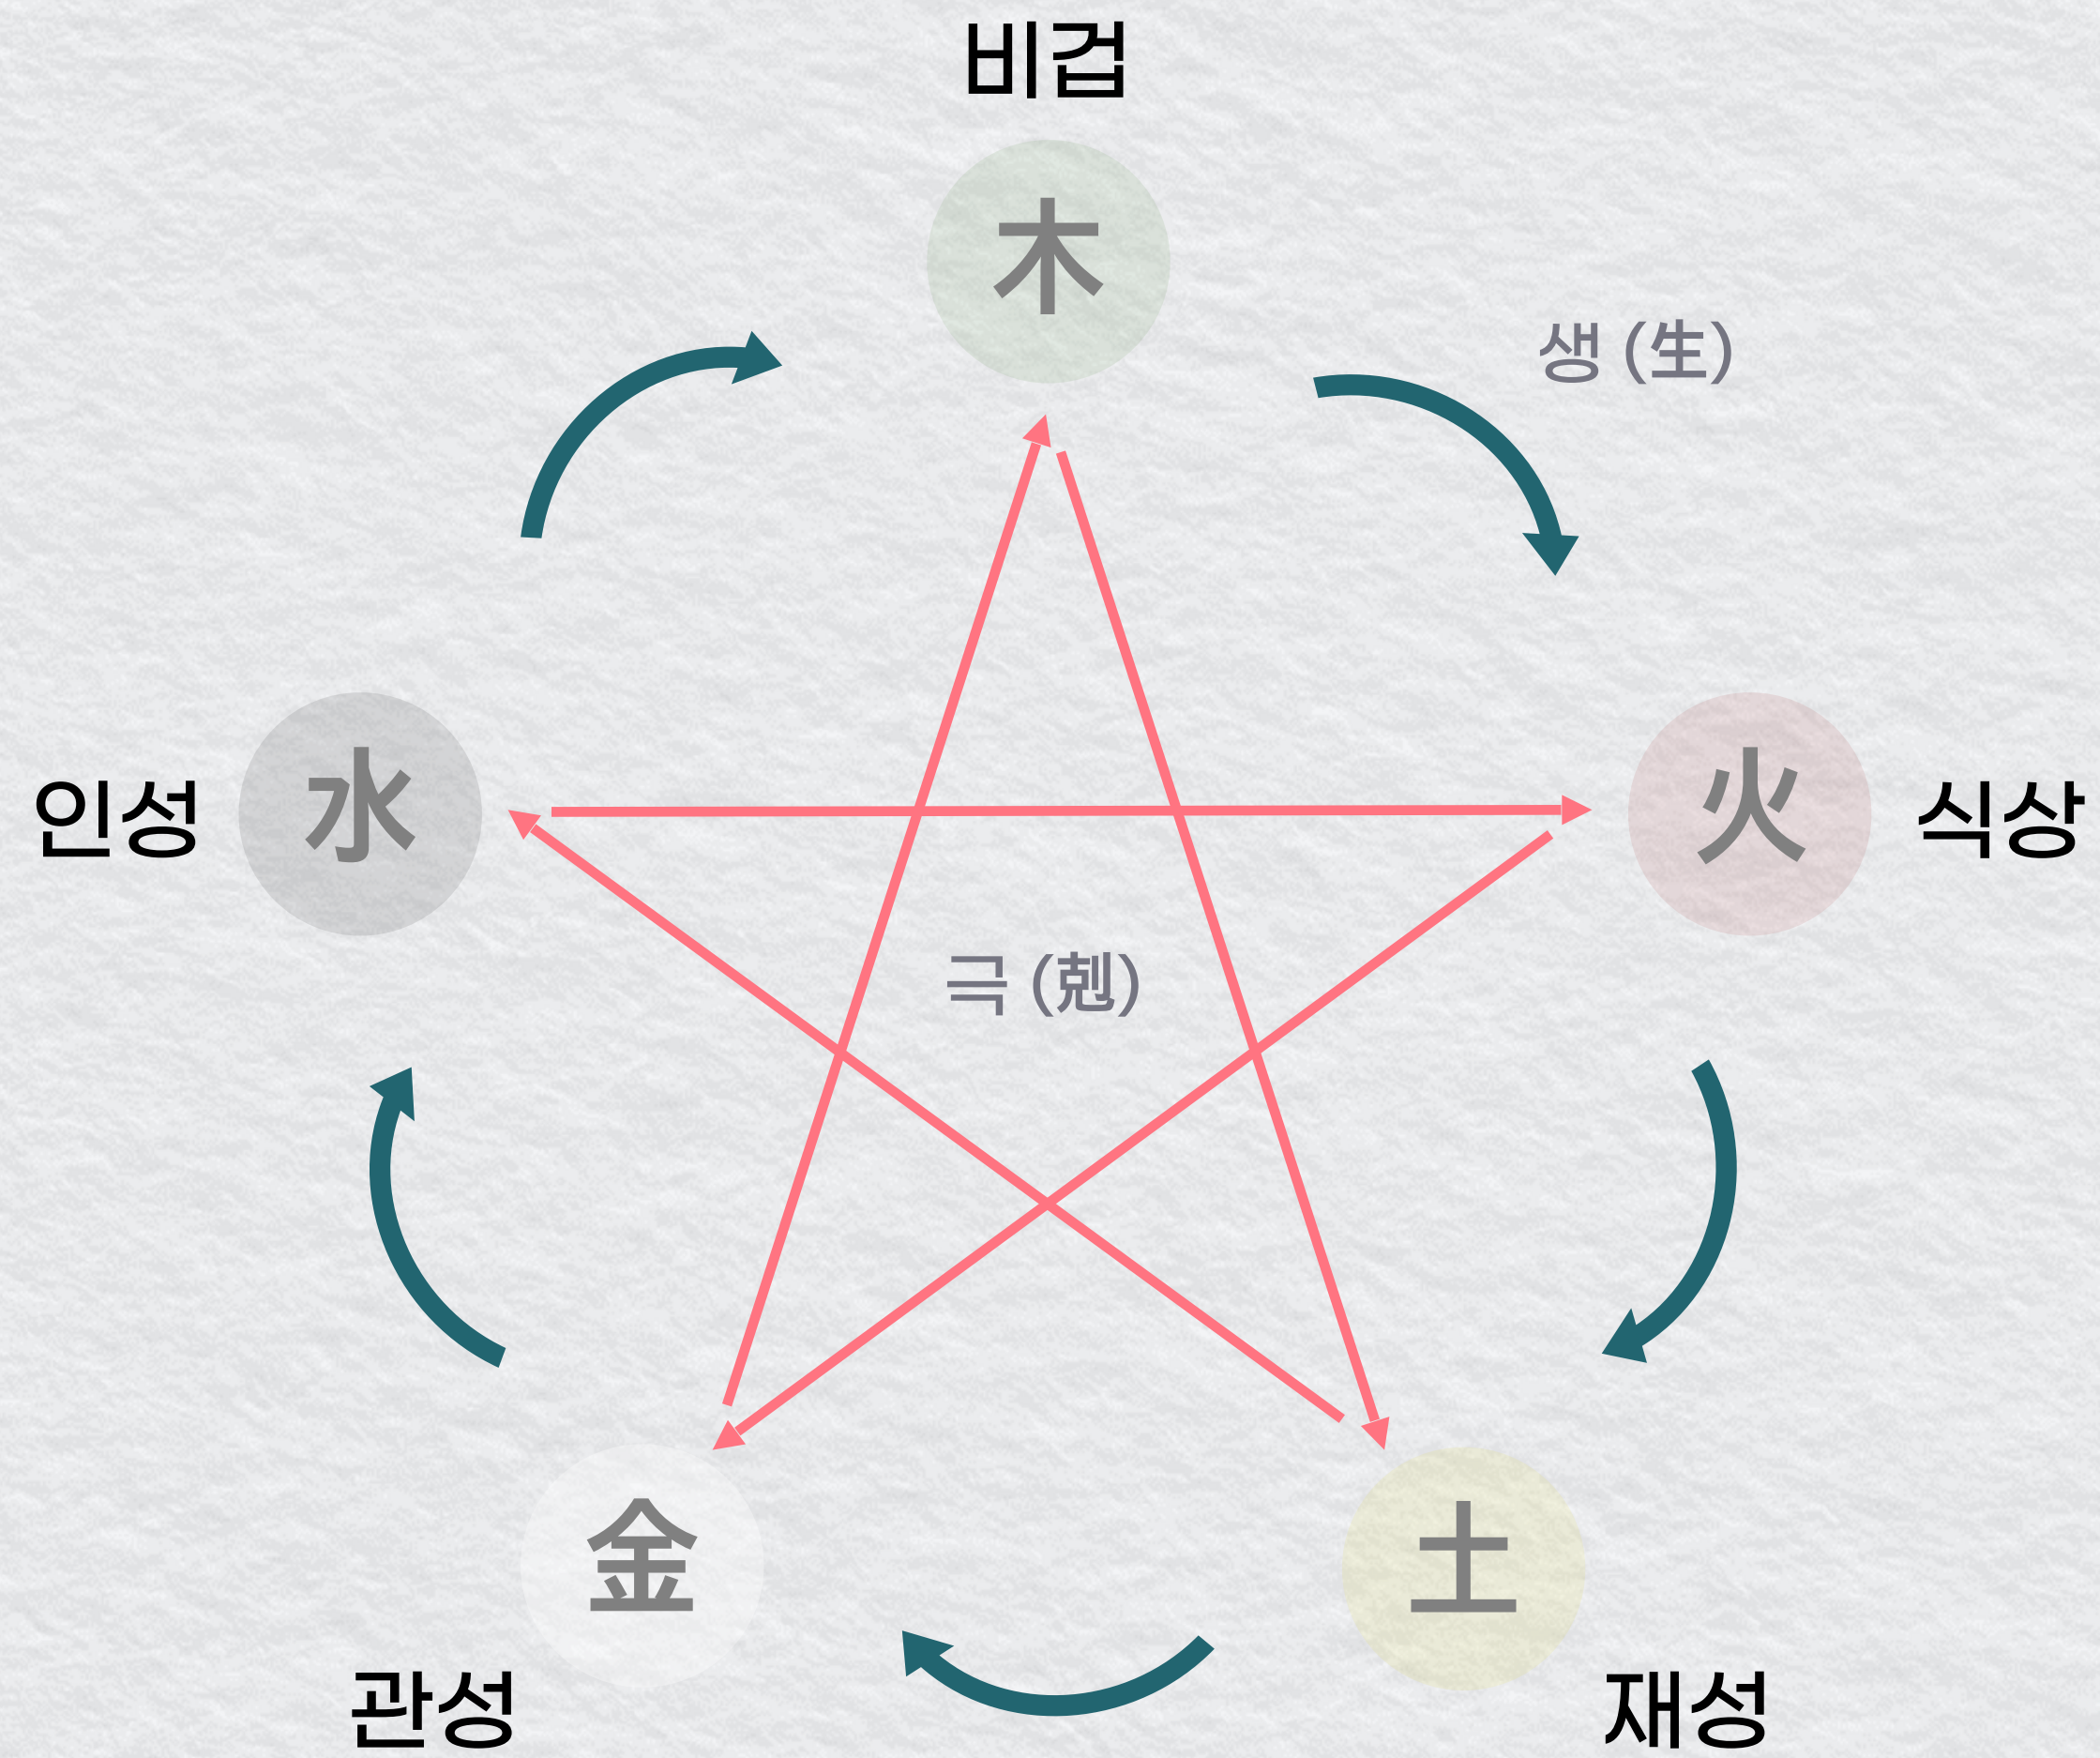 비겁
木
생 (生)
인성
水
火
식상
극 (剋)
金
土
관성
재성